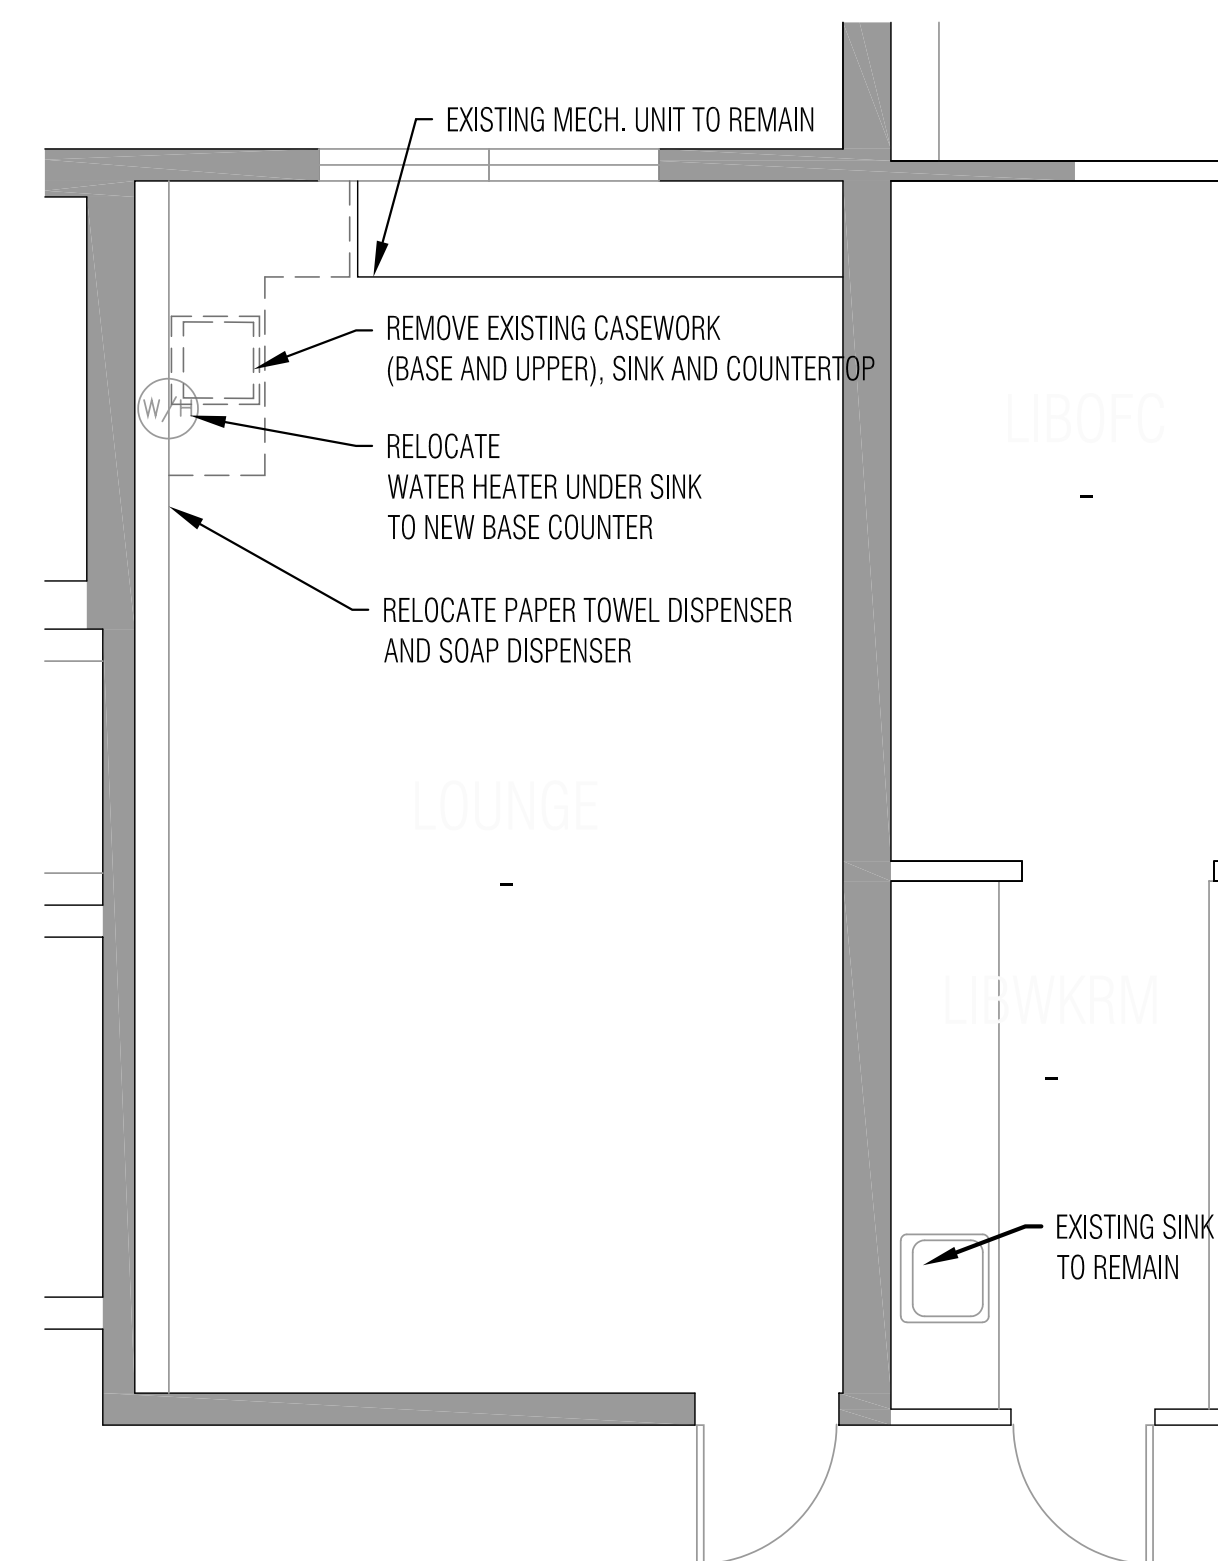 EXISTING MECH. UNIT TO REMAIN
REMOVE EXISTING CASEWORK
(BASE AND UPPER), SINK AND COUNTERTOP
W/H
LIBOFC
-
RELOCATE
WATER HEATER UNDER SINK
TO NEW BASE COUNTER
RELOCATE PAPER TOWEL DISPENSER
AND SOAP DISPENSER
LOUNGE
-
LIBWKRM
-
EXISTING SINK
TO REMAIN